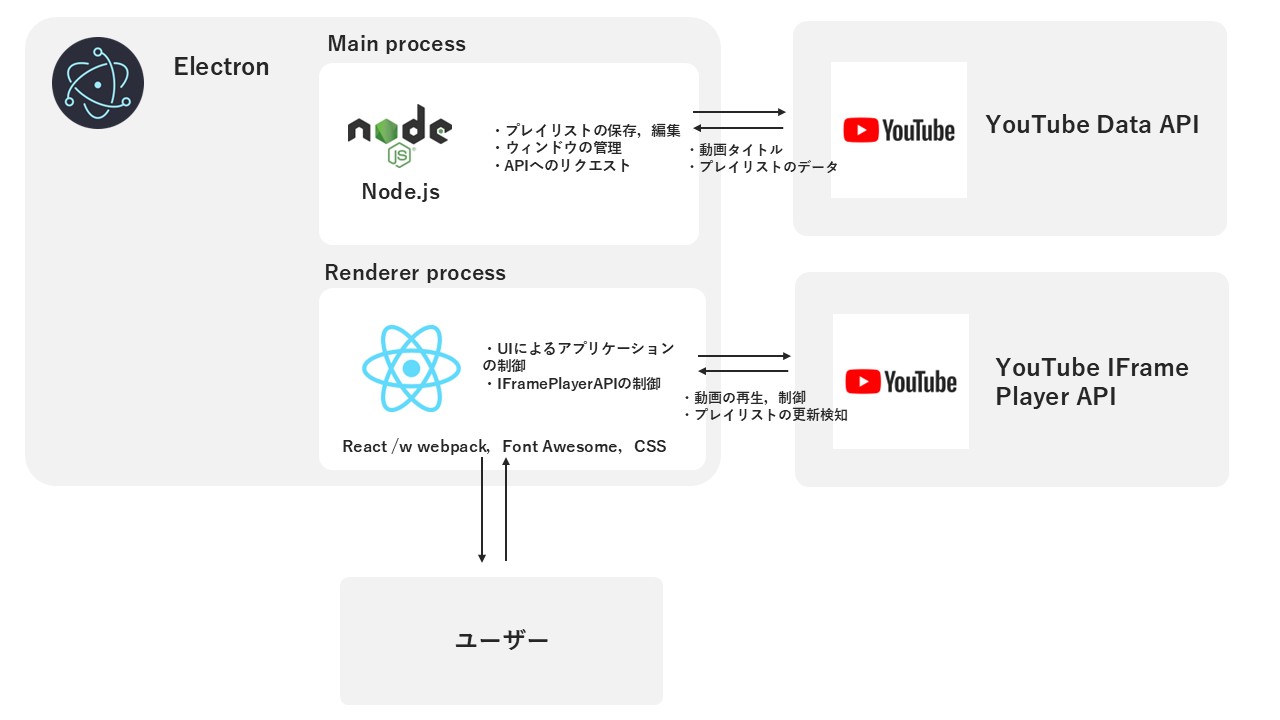 Electron
Main process
node
JS
Node.js
・プレイリストの保存，編集
・ウィンドウの管理
・APIへのリクエスト
・動画タイトル
・プレイリストのデータ
YouTube
YouTube Data API
Renderer process
・UIによるアプリケーション
の制御
・IFramePlayerAPIの制御
React /w webpack，Font Awesome，CSS
・動画の再生，制御
・プレイリストの更新検知
YouTube
YouTube IFrame
Player API
ユーザー